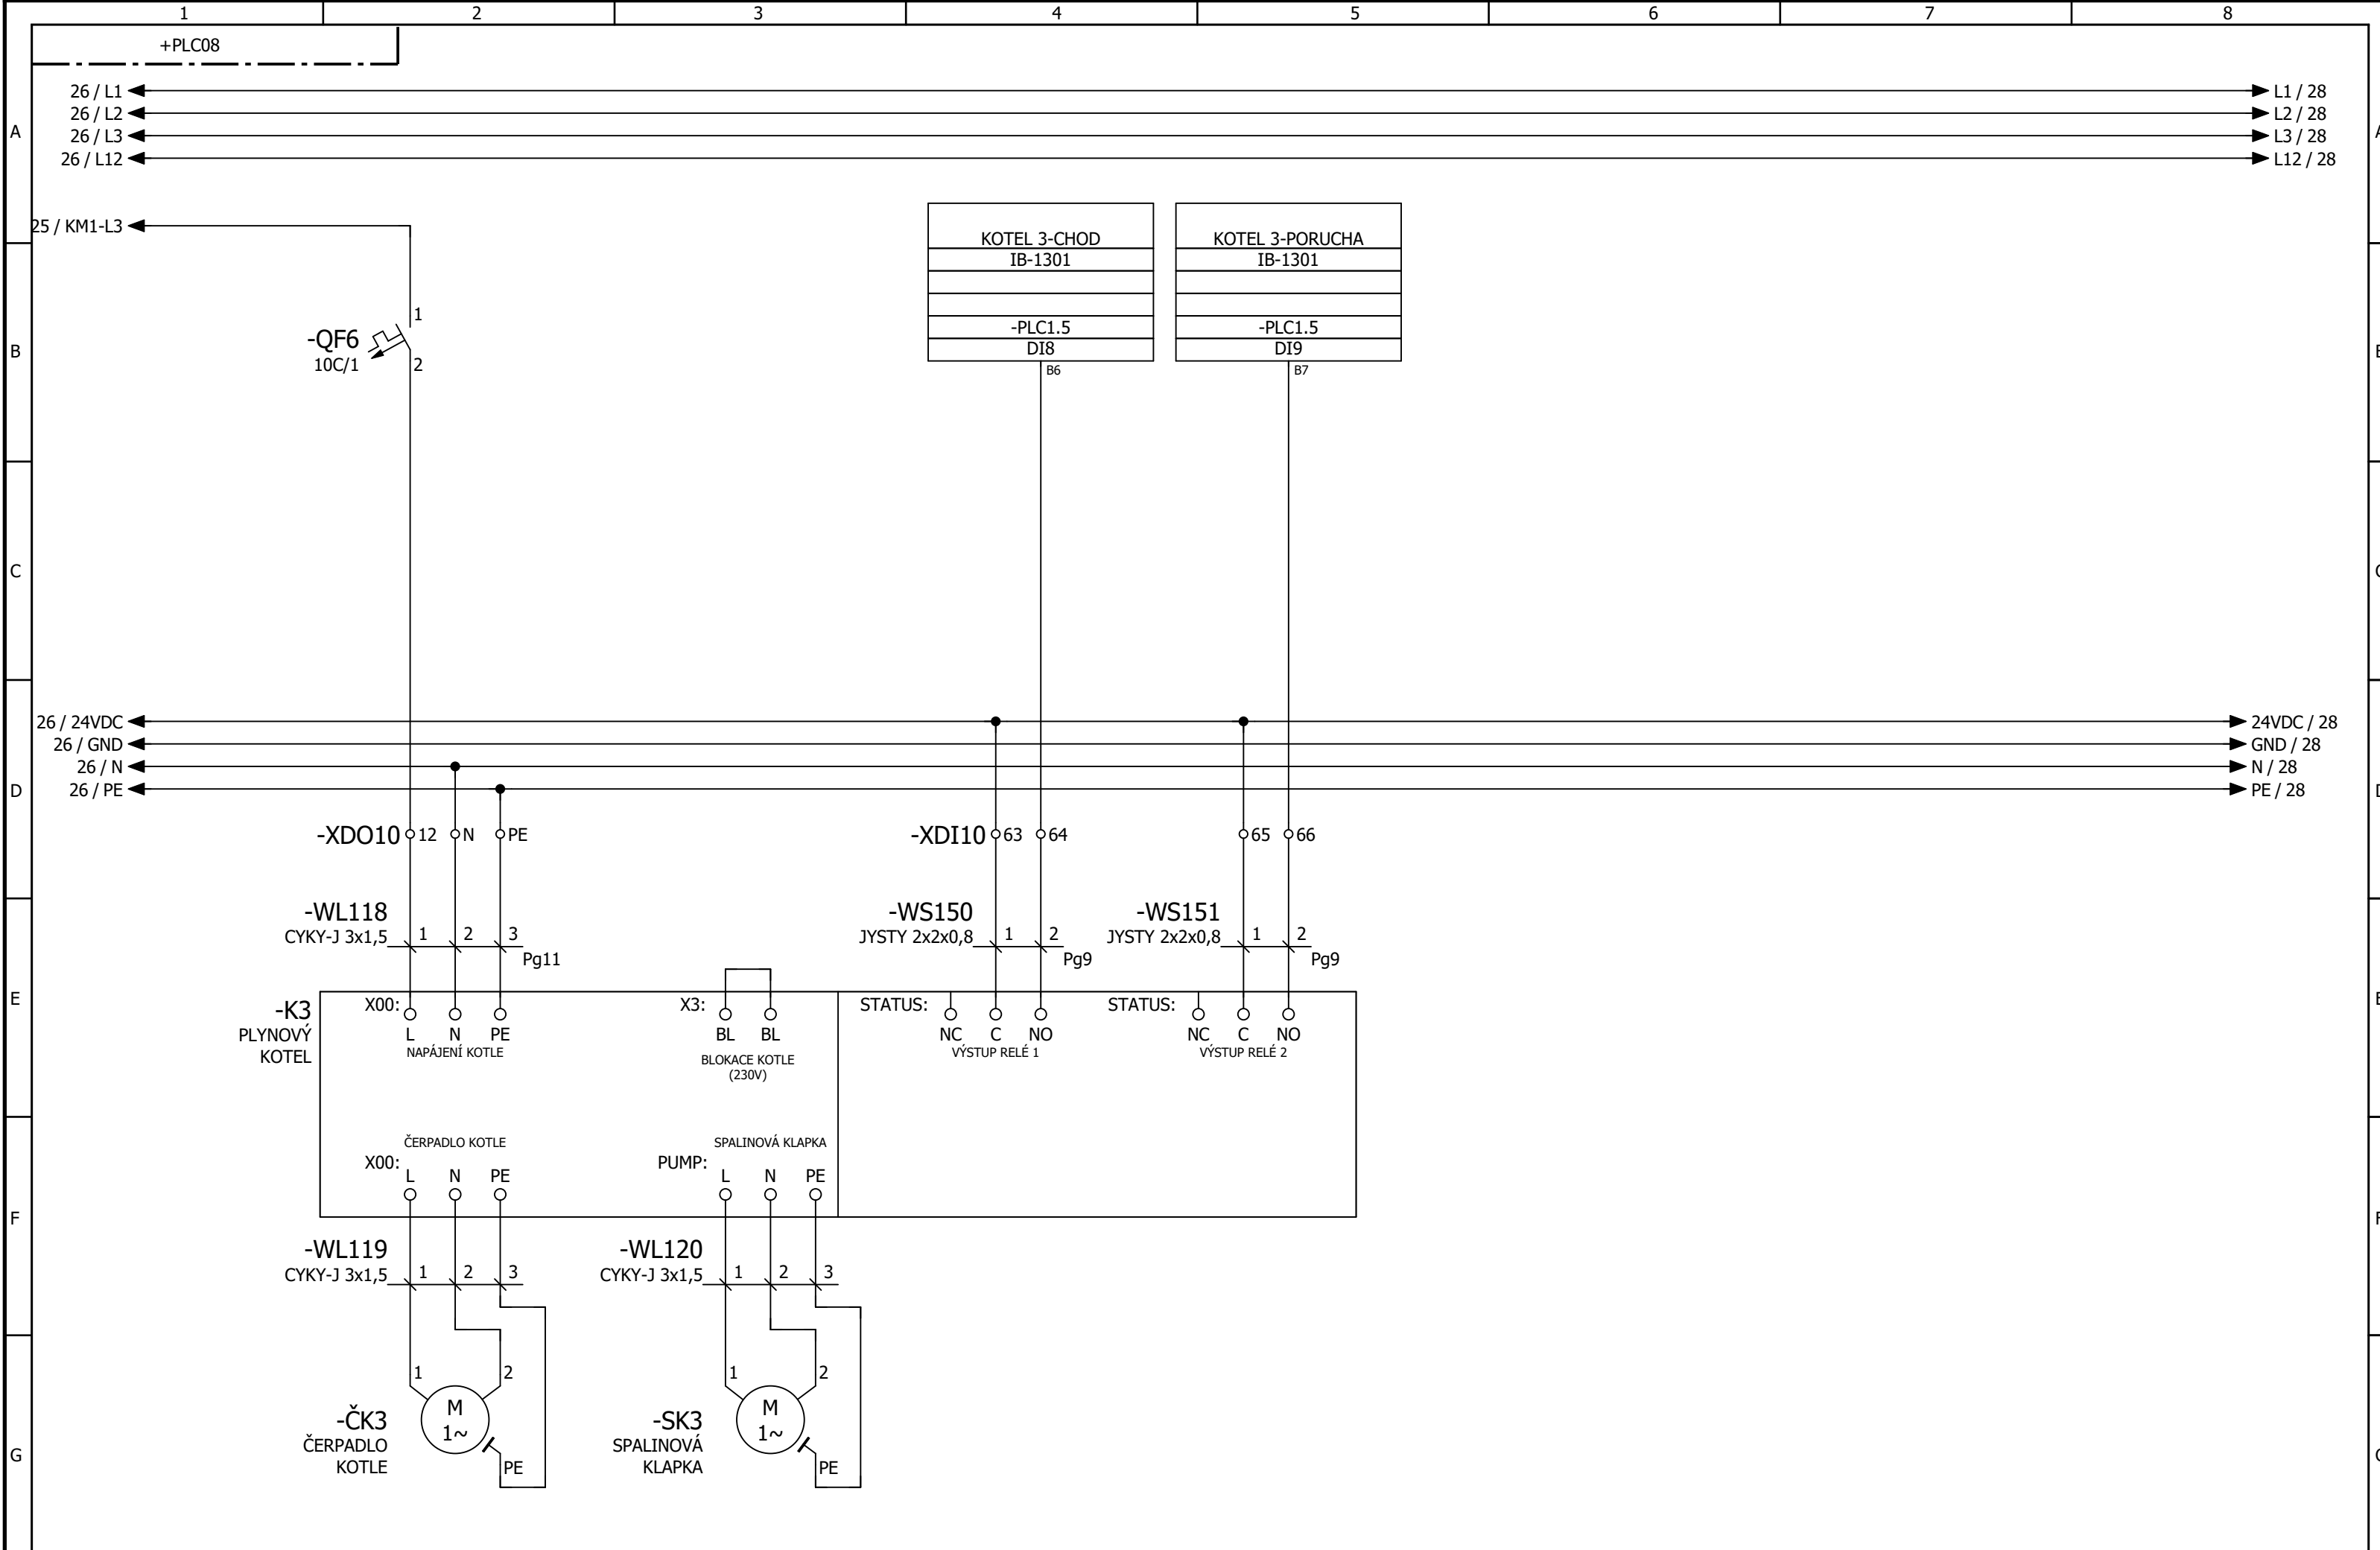 1 2 3 4 5 6 7 8
+PLC08
26 / L1 L1 / 28
26 / L2 L2 / 28
A
26 / L3 L3 / 28
26 / L12 L12 / 28
25 / KM1-L3
KOTEL 3-CHOD KOTEL 3-PORUCHA
IB-1301 IB-1301
1
-QF6 -PLC1.5 -PLC1.5
B
10C/1 DI8 DI9
2 B6 B7
C
26 / 24VDC 24VDC / 28
26 / GND GND / 28
26 / N N / 28
D
26 / PE PE / 28
-XDO10 12 N PE -XDI10 63 64 65 66
-WL118 -WS150 -WS151
CYKY-J 3x1,5 1 2 3 JYSTY 2x2x0,8 1 2 JYSTY 2x2x0,8 1 2
Pg11 Pg9 Pg9
E
-K3 X00: X3: STATUS: STATUS:
PLYNOVÝ L N PE BL BL NC C NO NC C NO
KOTEL NAPÁJENÍ KOTLE BLOKACE KOTLE VÝSTUP RELÉ 1 VÝSTUP RELÉ 2
(230V)
ČERPADLO KOTLE SPALINOVÁ KLAPKA
X00: PUMP:
L N PE L N PE
F
-WL119 -WL120
CYKY-J 3x1,5 1 2 3 CYKY-J 3x1,5 1 2 3
1 2 1 2
-ČK3 M -SK3 M
1~ 1~
ČERPADLO SPALINOVÁ
G
KOTLE PE KLAPKA PE